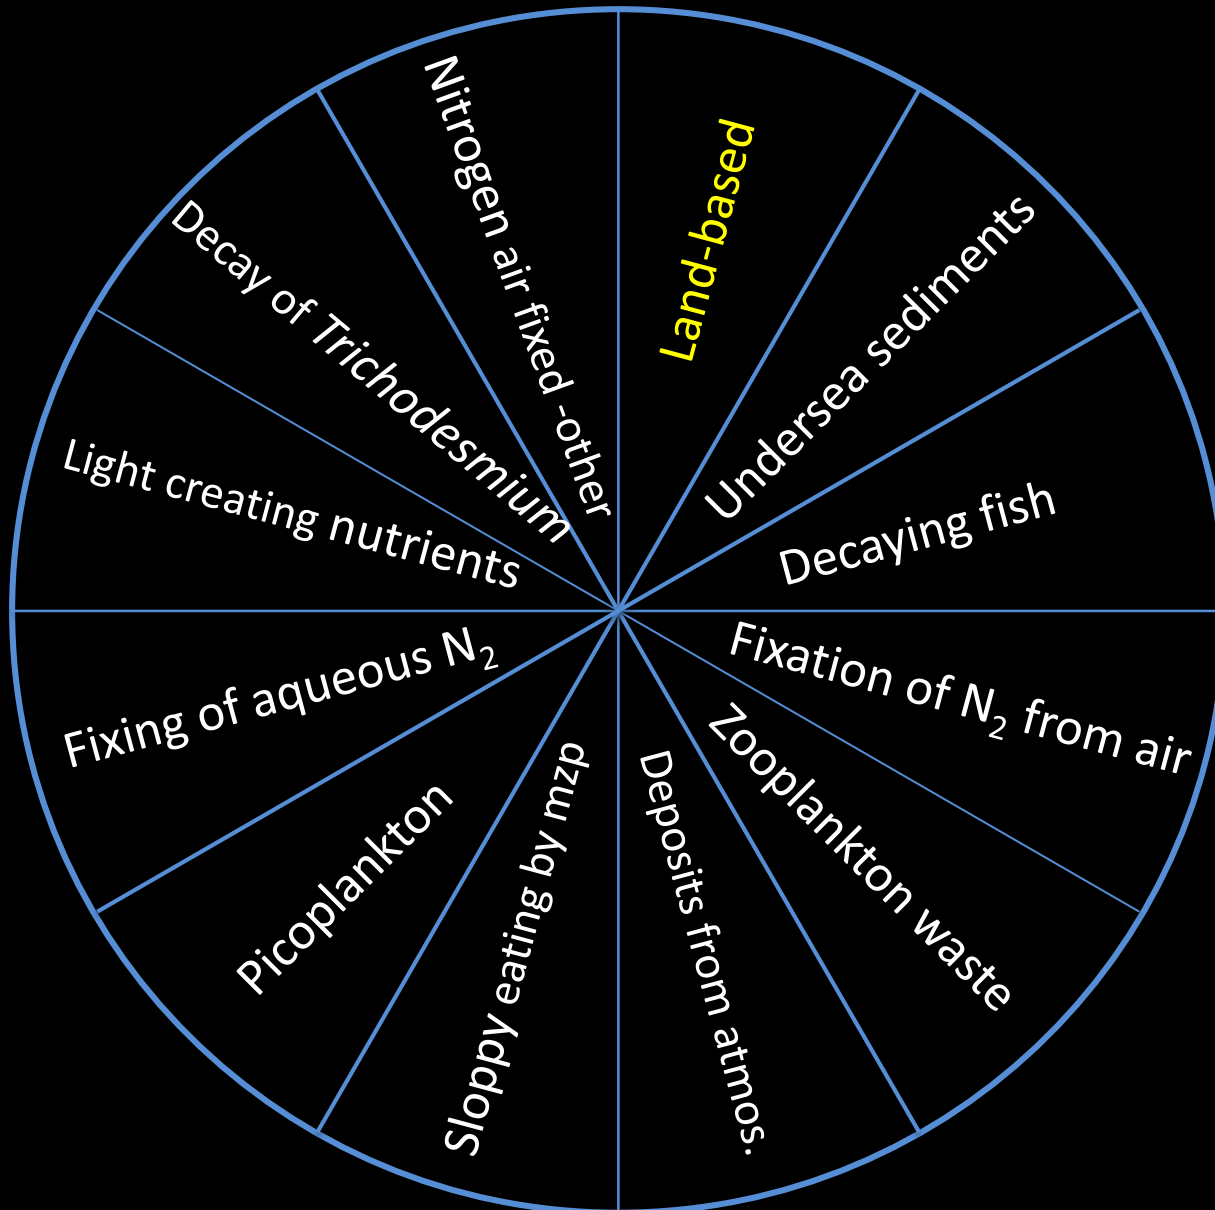 Land-based
Undersea sediments
Decaying fish
Fixation of N₂ from air
Zooplankton waste
Deposits from atmos.
Sloppy eating by mzp
Picoplankton
Fixing of aqueous N₂
Light creating nutrients
Decay of Trichodesmium
Nitrogen air fixed -other